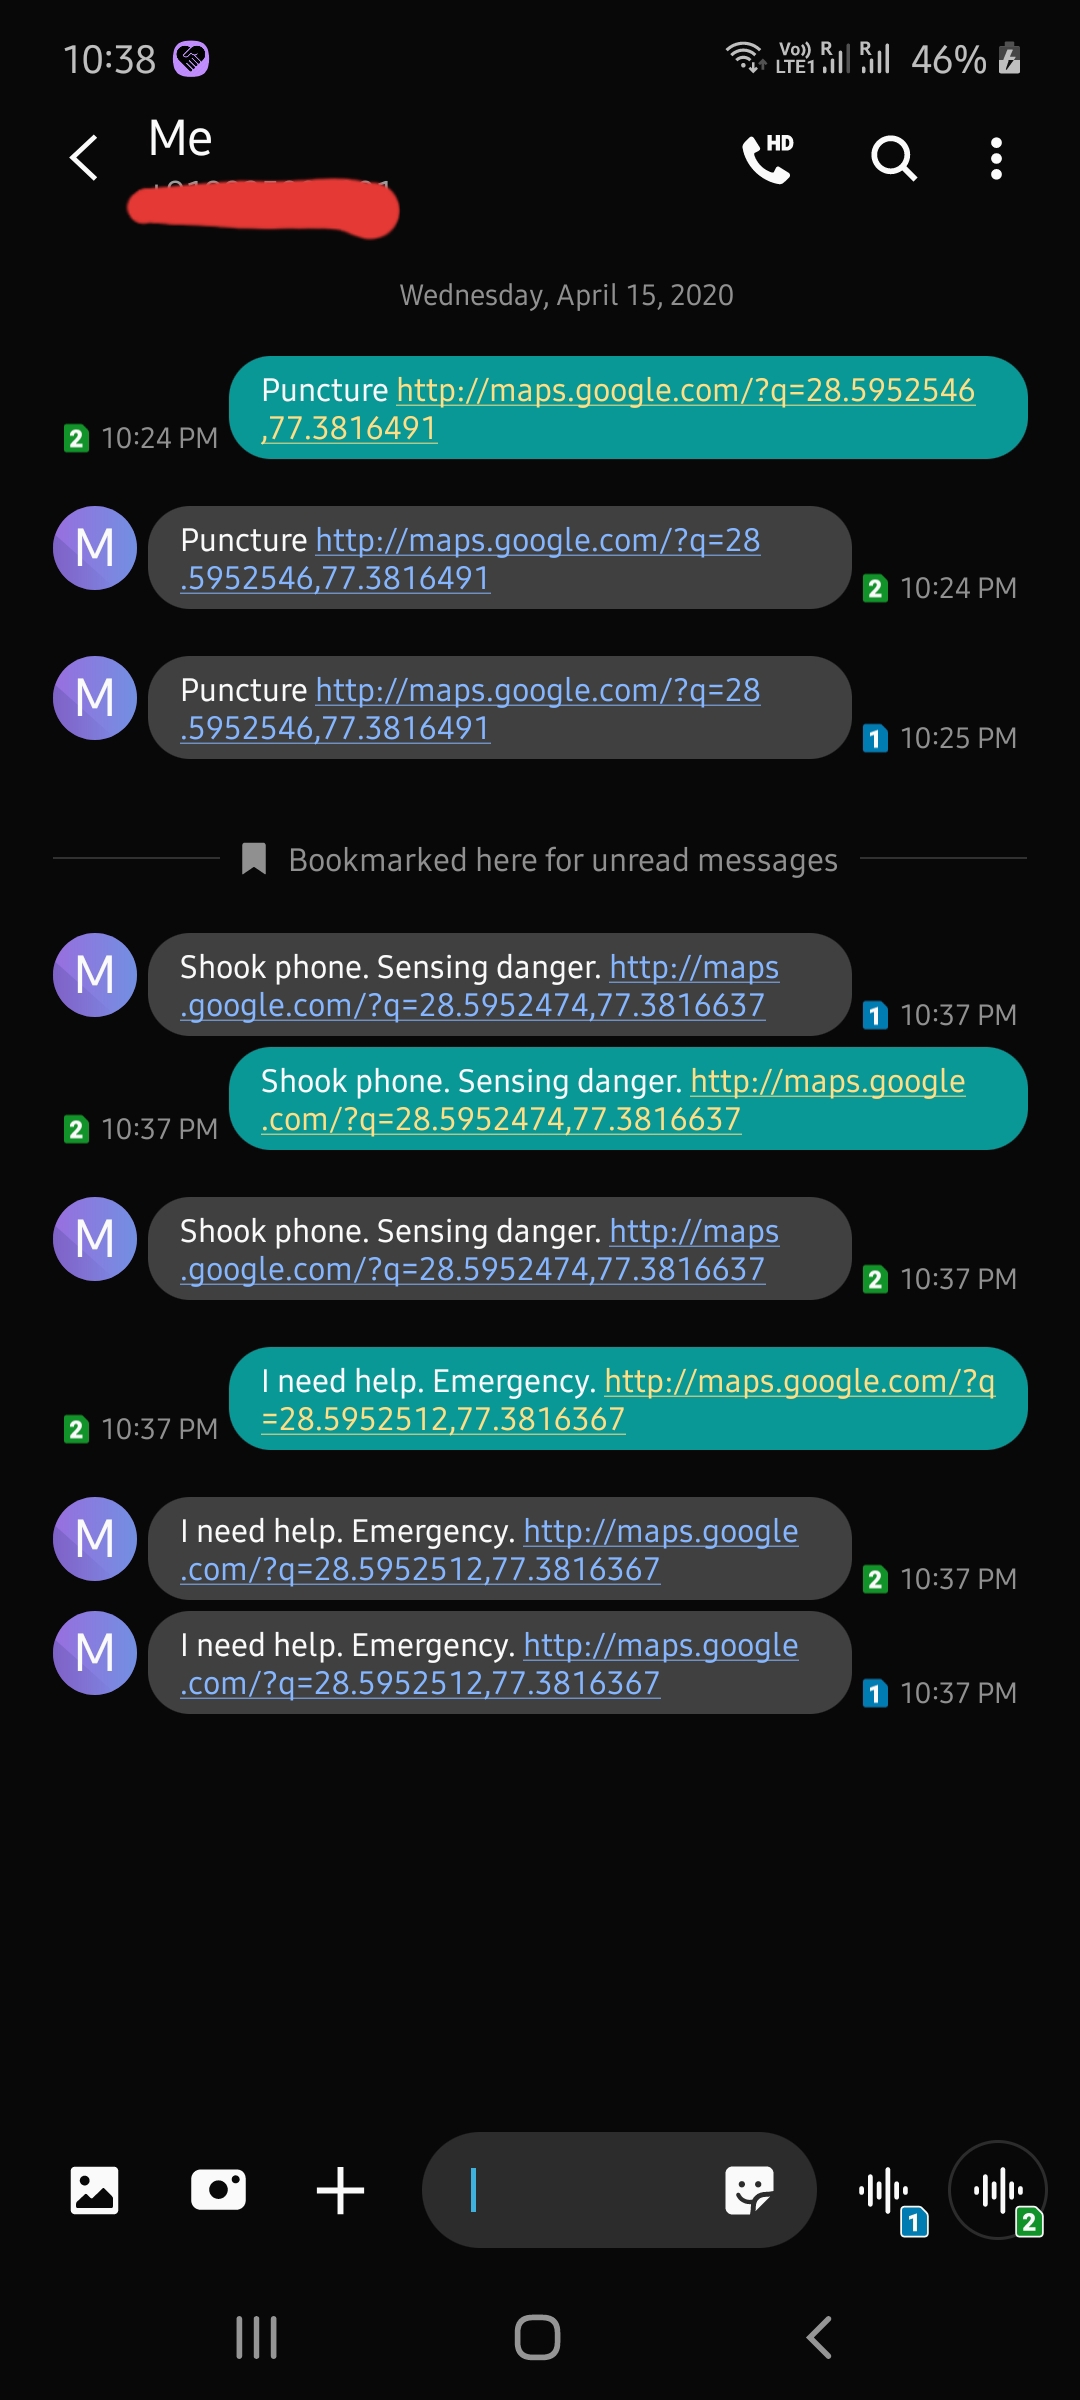 10:38
Vo)) LTE1 R R 46%
Me
HD
Wednesday, April 15, 2020
Puncture http://maps.google.com/?q=28.5952546
,77.3816491
2 10:24 PM
M
Puncture http://maps.google.com/?q=28
.5952546,77.3816491
2 10:24 PM
M
Puncture http://maps.google.com/?q=28
.5952546,77.3816491
1 10:25 PM
Bookmarked here for unread messages
M
Shook phone. Sensing danger. http://maps
.google.com/?q=28.5952474,77.3816637
1 10:37 PM
Shook phone. Sensing danger. http://maps.google
.com/?q=28.5952474,77.3816637
2 10:37 PM
M
Shook phone. Sensing danger. http://maps
.google.com/?q=28.5952474,77.3816637
2 10:37 PM
I need help. Emergency. http://maps.google.com/?q
=28.5952512,77.3816367
2 10:37 PM
M
I need help. Emergency. http://maps.google
.com/?q=28.5952512,77.3816367
2 10:37 PM
M
I need help. Emergency. http://maps.google
.com/?q=28.5952512,77.3816367
1 10:37 PM
1
2